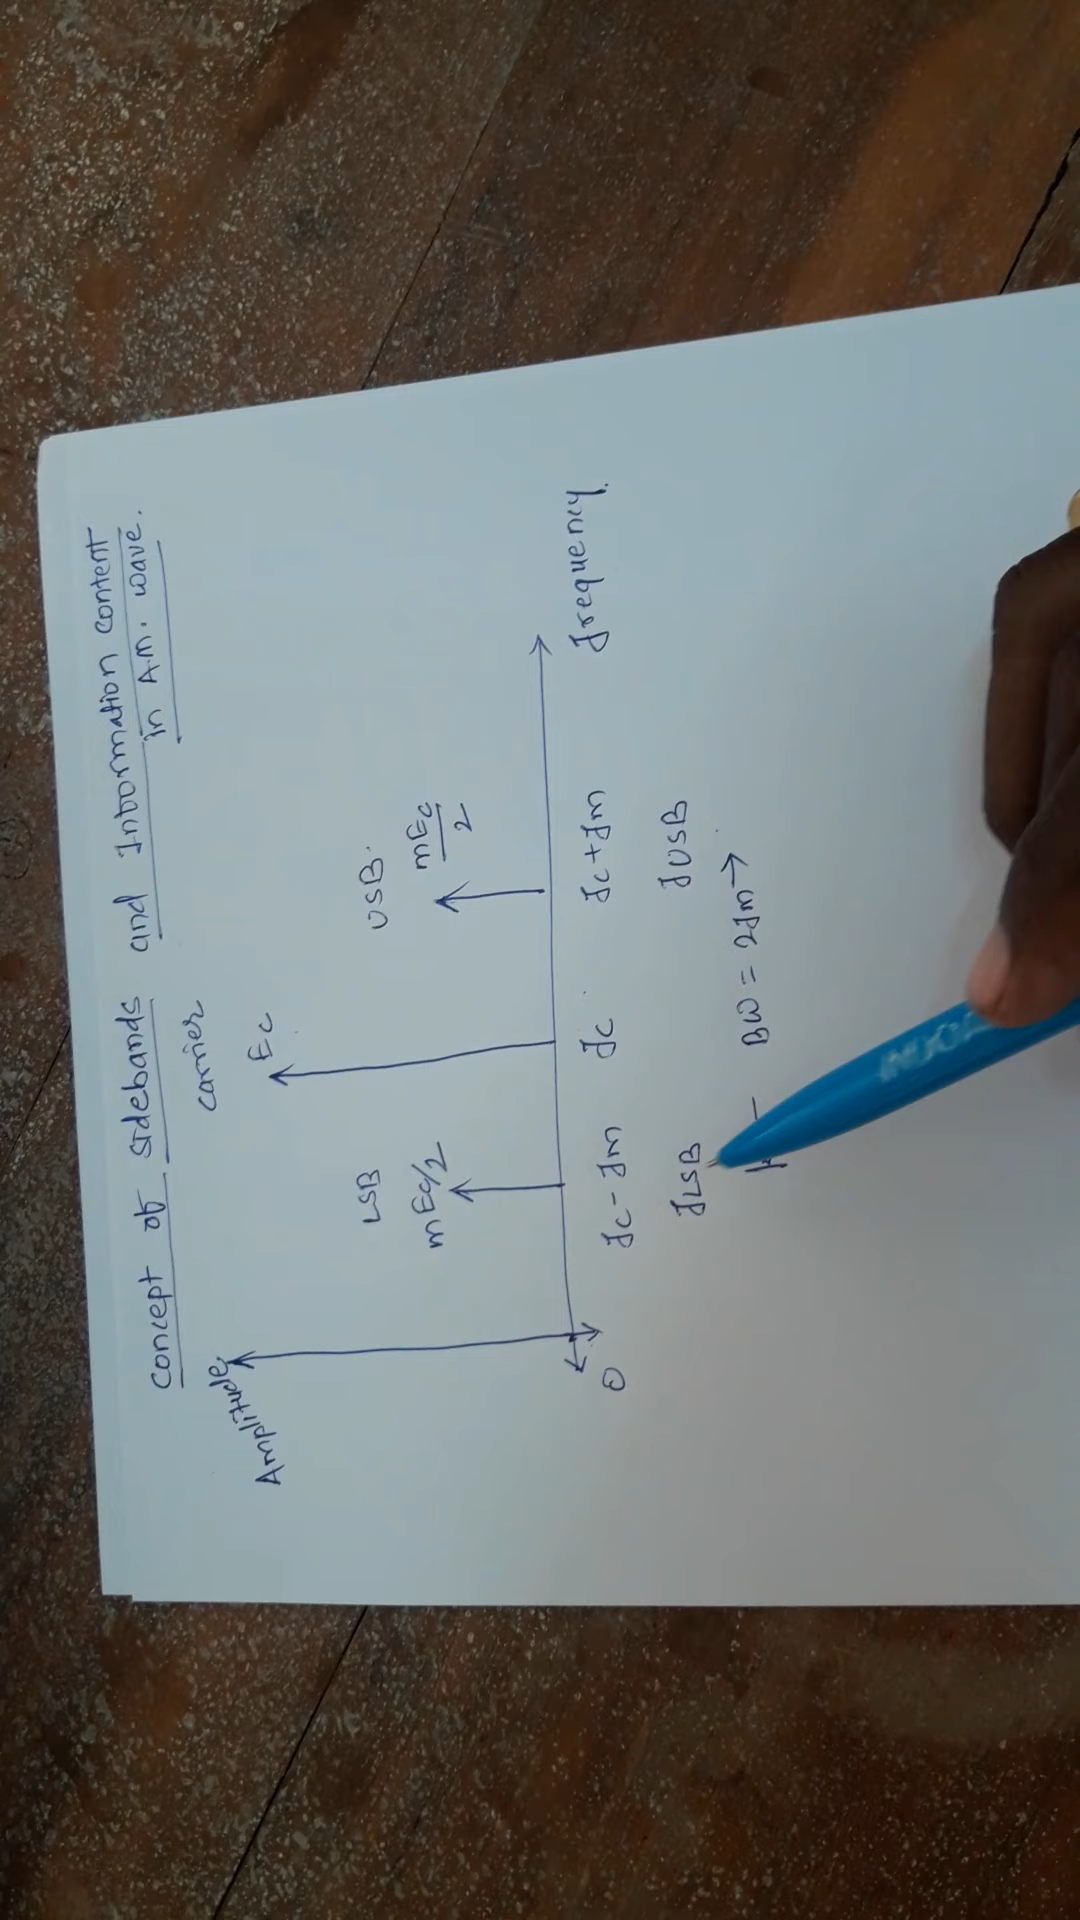 Concept of sidebands and Information content
in A.M. wave.
Amplitude
carrier
Ec
LSB
USB.
mEc/2
mEc
2
0
fc-fm
fc
fc+fm
frequency.
fLSB
fUSB
BW = 2fm